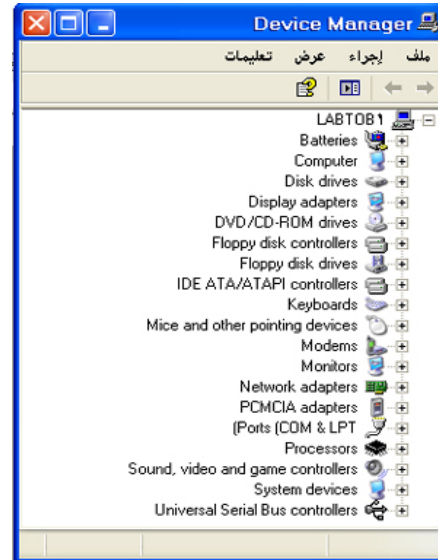 Device Manager
ملف إجراء عرض تعليمات
LABTOB١
Batteries
Computer
Disk drives
Display adapters
DVD/CD-ROM drives
Floppy disk controllers
Floppy disk drives
IDE ATA/ATAPI controllers
Keyboards
Mice and other pointing devices
Modems
Monitors
Network adapters
PCMCIA adapters
(Ports (COM & LPT
Processors
Sound, video and game controllers
System devices
Universal Serial Bus controllers